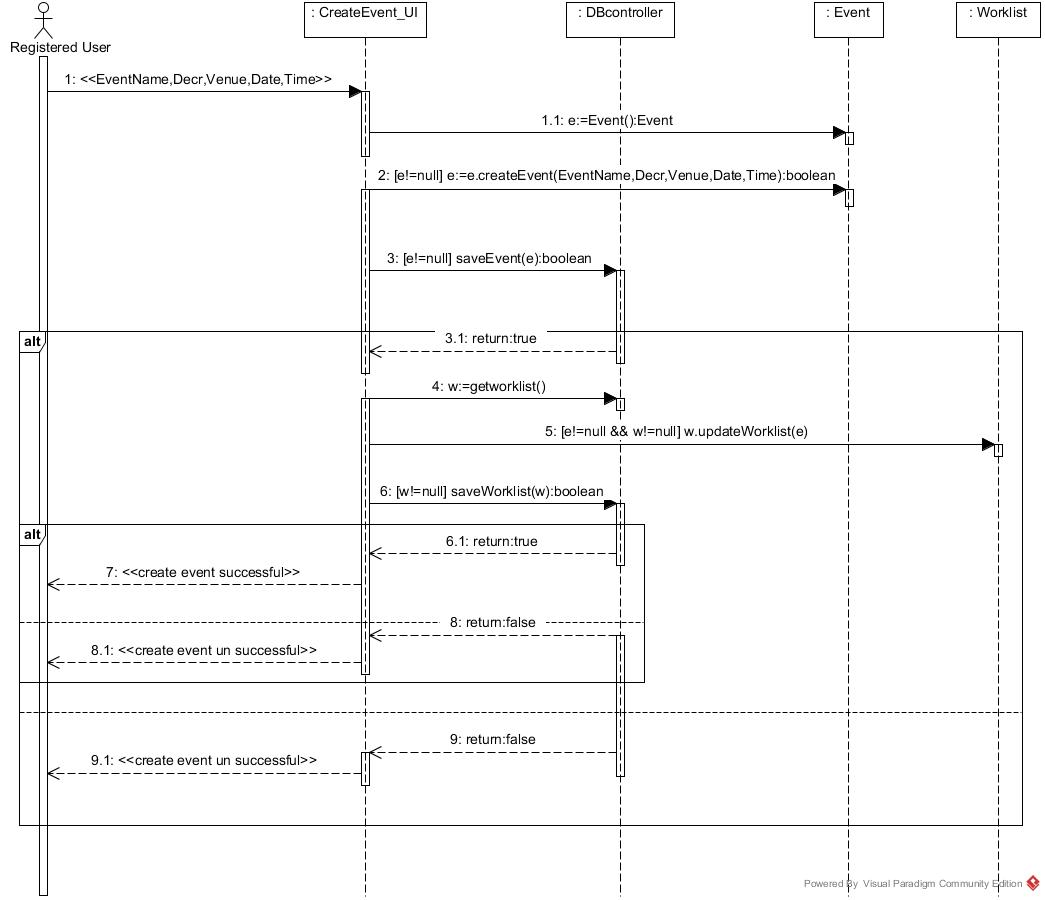 : CreateEvent_UI
: DBcontroller
: Event
: Worklist
Registered User
1: <<EventName,Decr,Venue,Date,Time>>
1.1: e:=Event():Event
2: [e!=null] e:=e.createEvent(EventName,Decr,Venue,Date,Time):boolean
3: [e!=null] saveEvent(e):boolean
alt
3.1: return:true
4: w:=getworklist()
5: [e!=null && w!=null] w.updateWorklist(e)
6: [w!=null] saveWorklist(w):boolean
alt
6.1: return:true
7: <<create event successful>>
8: return:false
8.1: <<create event un successful>>
9: return:false
9.1: <<create event un successful>>
Powered By Visual Paradigm Community Edition